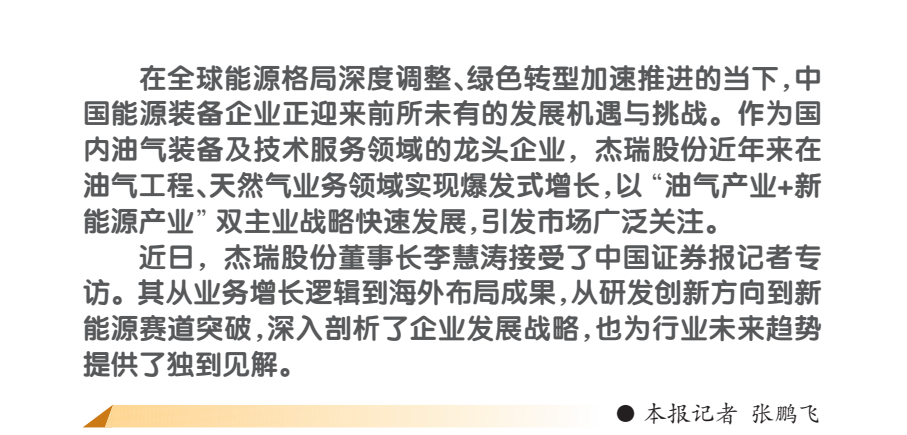 在全球能源格局深度调整、绿色转型加速推进的当下,中
国能源装备企业正迎来前所未有的发展机遇与挑战。作为国
内油气装备及技术服务领域的龙头企业，杰瑞股份近年来在
油气工程、天然气业务领域实现爆发式增长,以“油气产业+新
能源产业”双主业战略快速发展,引发市场广泛关注。
近日，杰瑞股份董事长李慧涛接受了中国证券报记者专
访。其从业务增长逻辑到海外布局成果,从研发创新方向到新
能源赛道突破,深入剖析了企业发展战略,也为行业未来趋势
提供了独到见解。
● 本报记者 张鹏飞